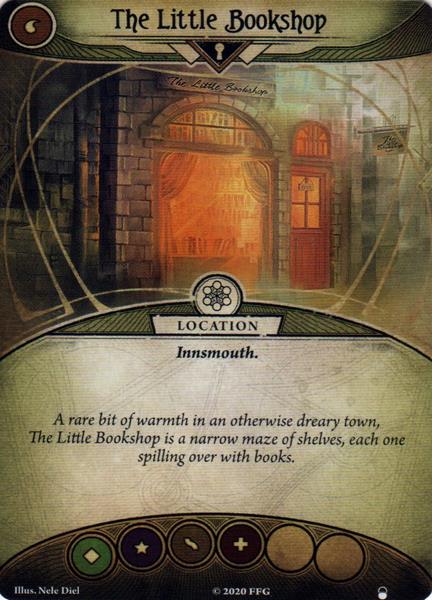 The Little Bookshop
The Little Bookshop
The
LOCATION
Innsmouth.
A rare bit of warmth in an otherwise dreary town,
The Little Bookshop is a narrow maze of shelves, each one
spilling over with books.
Illus. Nele Diel
© 2020 FFG